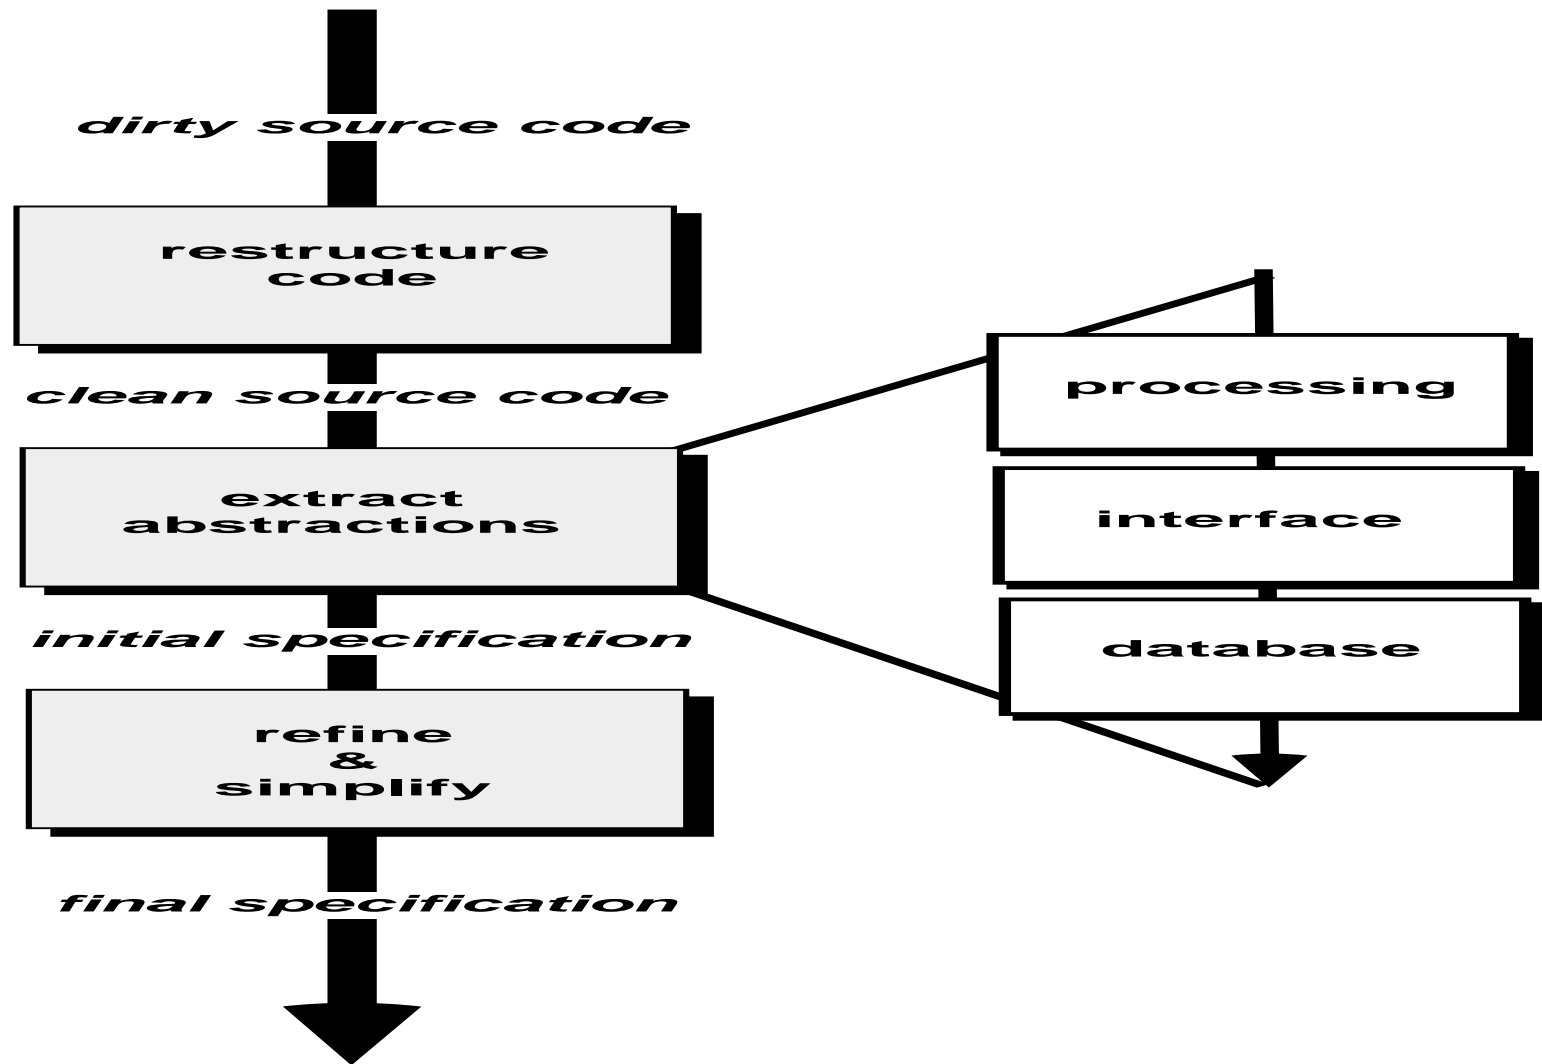 dirty source code
restructure
code
clean source code
extract
abstractions
initial specification
refine
&
simplify
final specification
processing
interface
database